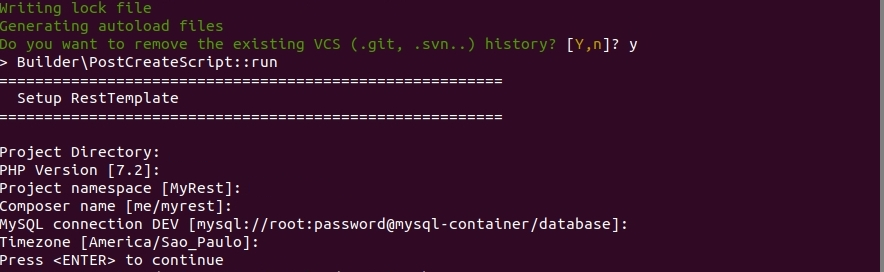 Writing lock file
Generating autoload files
Do you want to remove the existing VCS (.git, .svn..) history? [Y,n]? y
> Builder\PostCreateScript::run
========================================================
  Setup RestTemplate
========================================================
Project Directory:
PHP Version [7.2]:
Project namespace [MyRest]:
Composer name [me/myrest]:
MySQL connection DEV [mysql://root:password@mysql-container/database]:
Timezone [America/Sao_Paulo]:
Press <ENTER> to continue